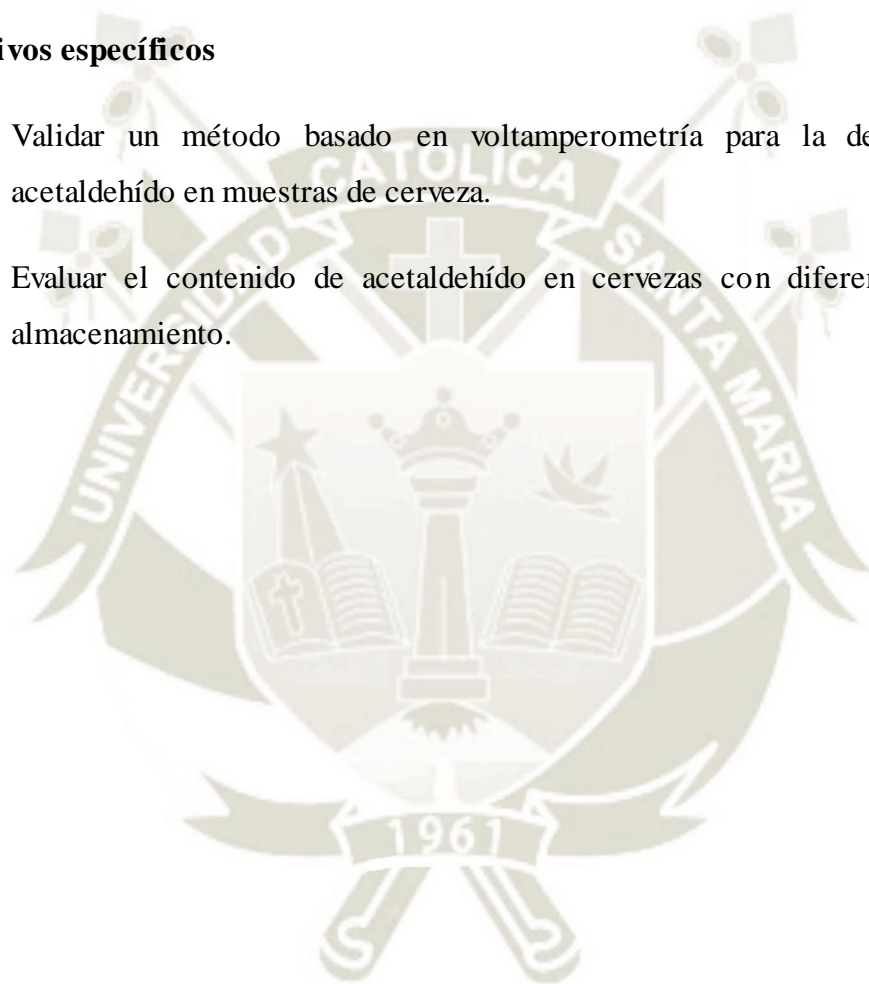 ivos específicos
Validar un método basado en voltamperometría para la de
acetaldehído en muestras de cerveza.
Evaluar el contenido de acetaldehído en cervezas con diferen
almacenamiento.
UNIVERSIDAD CATOLICA SANTA MARIA
1961